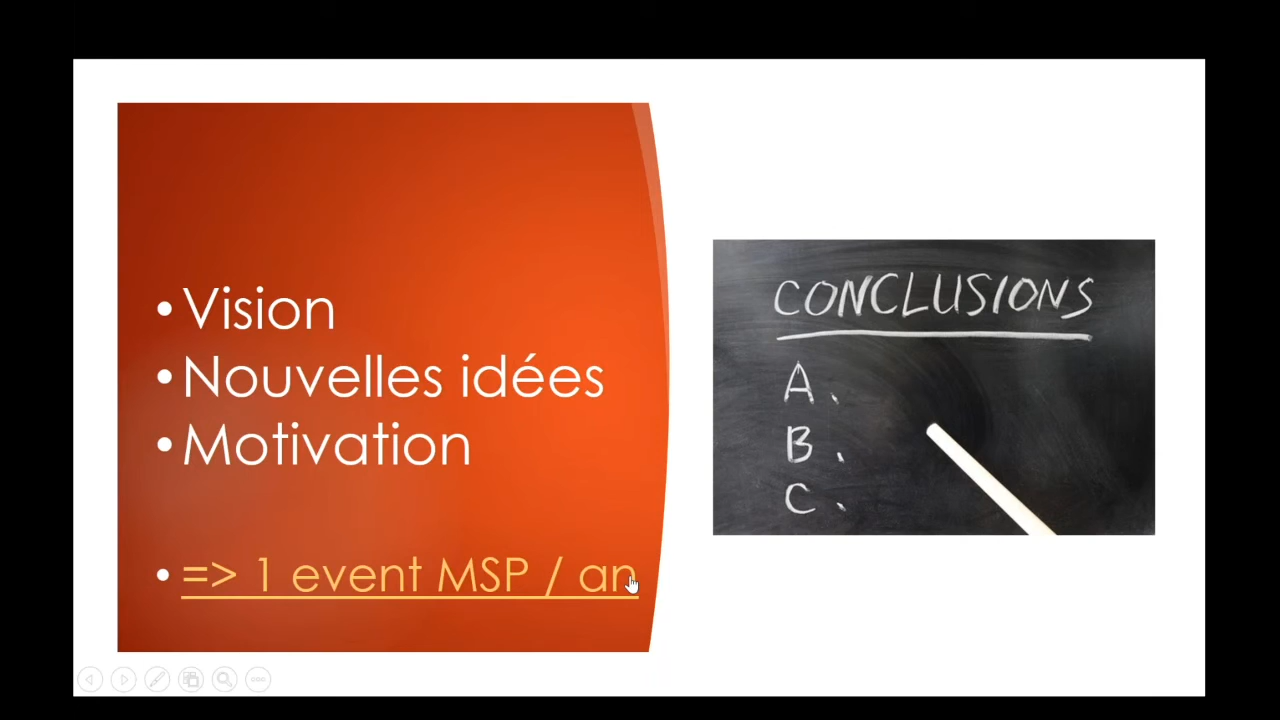 • Vision
• Nouvelles idées
• Motivation
• => 1 event MSP / an
CONCLUSIONS
A.
B.
C.